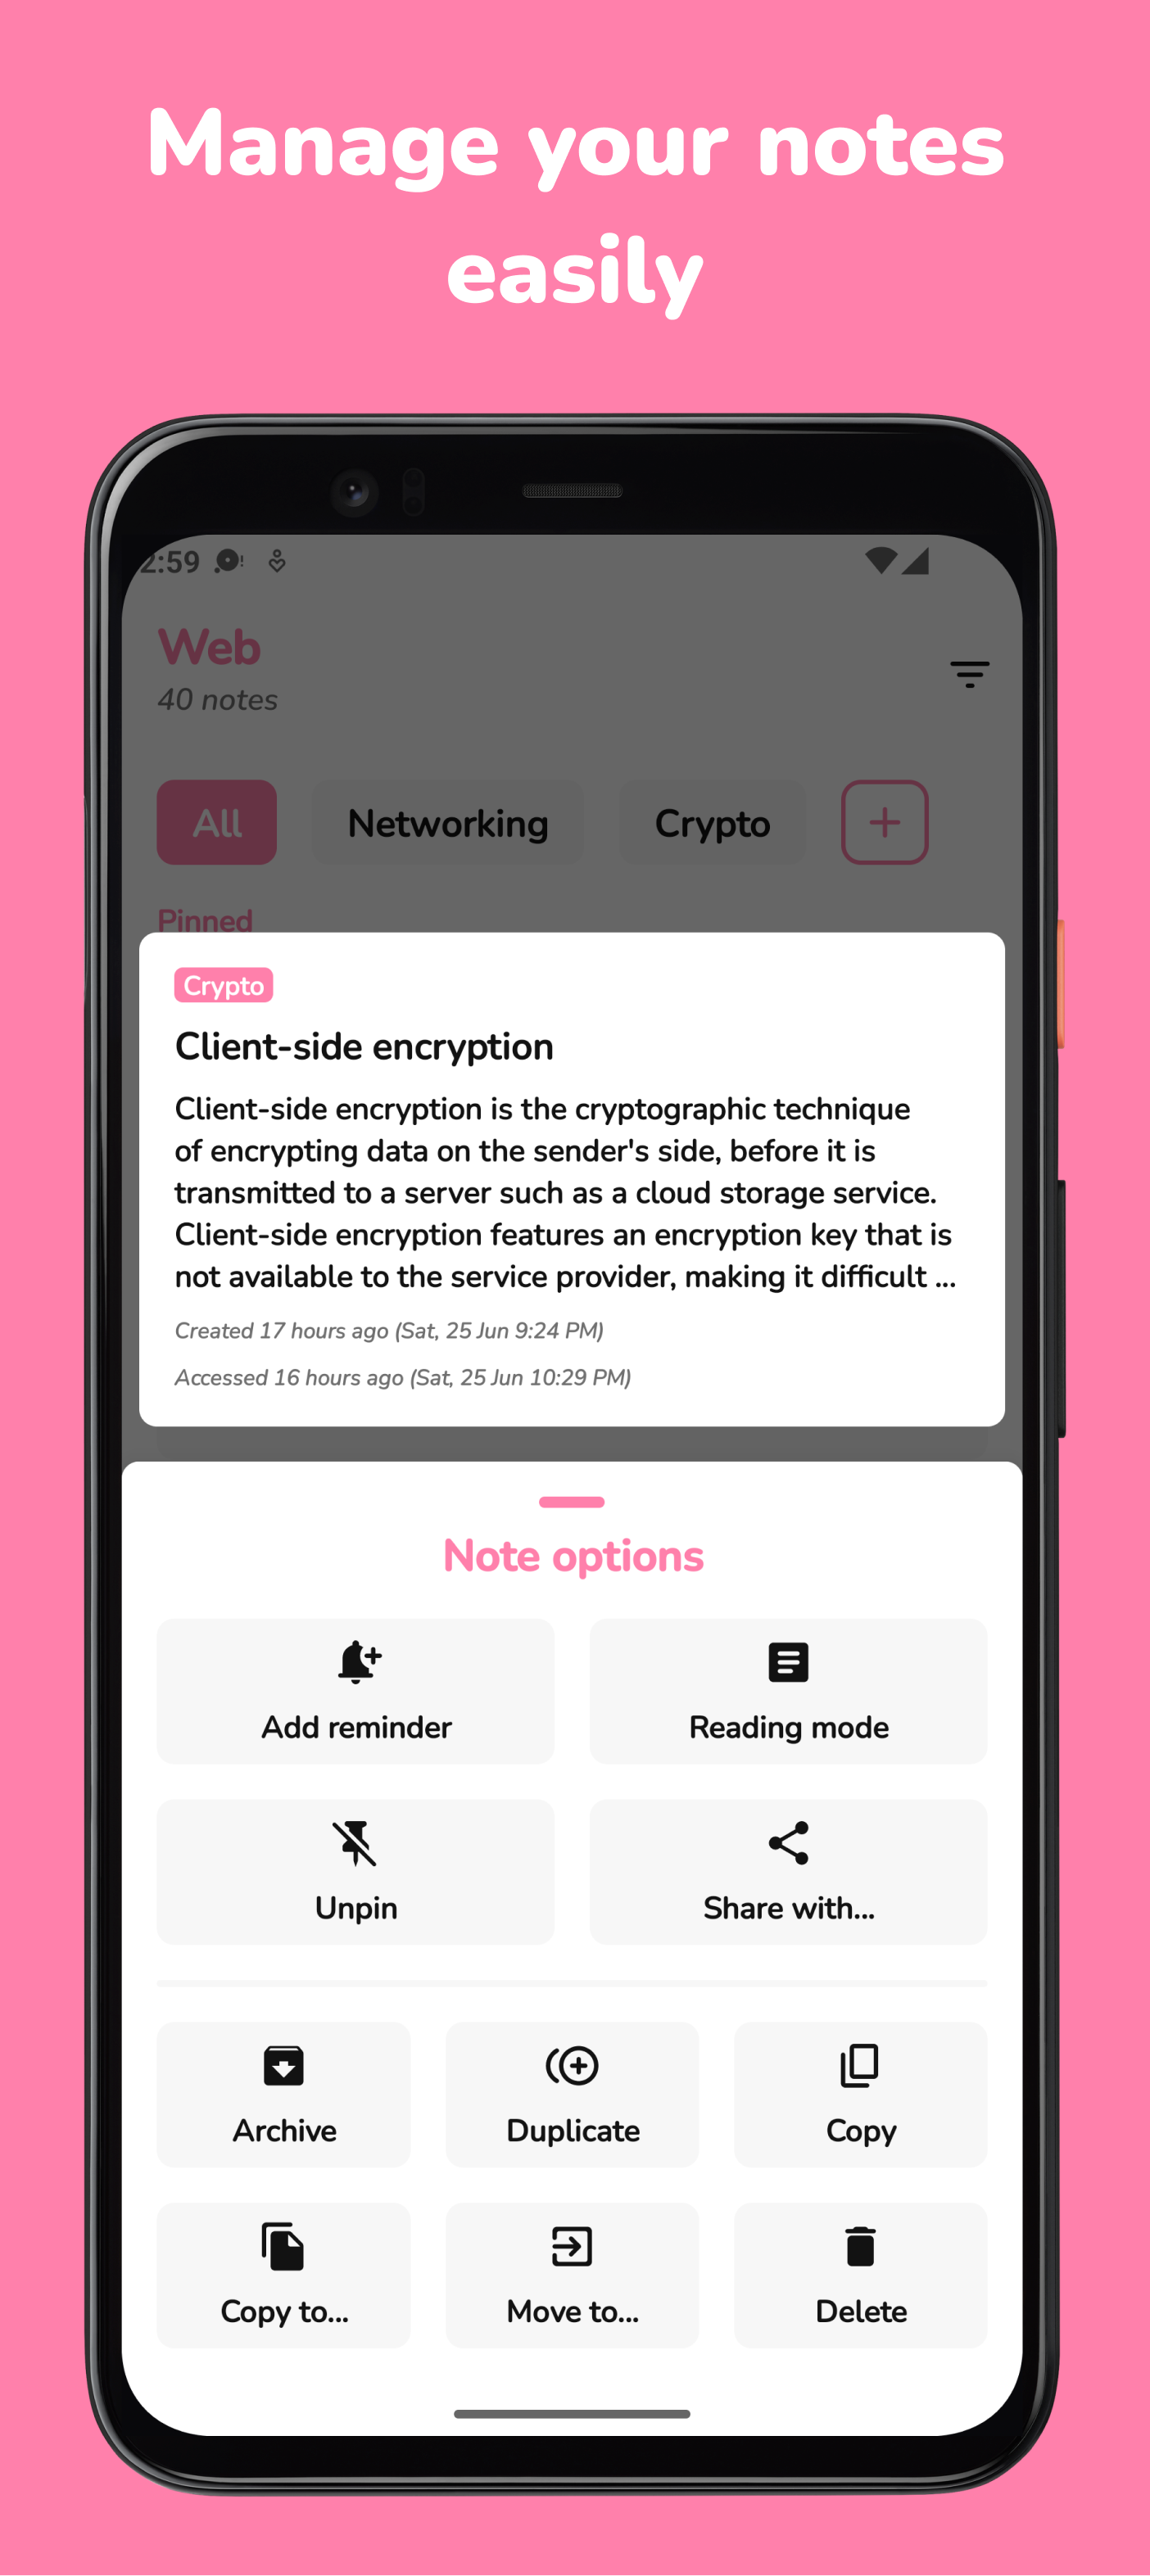 Manage your notes
easily
2:59
Web
40 notes
All
Networking
Crypto
Pinned
Crypto
Client-side encryption
Client-side encryption is the cryptographic technique
of encrypting data on the sender's side, before it is
transmitted to a server such as a cloud storage service.
Client-side encryption features an encryption key that is
not available to the service provider, making it difficult ...
Created 17 hours ago (Sat, 25 Jun 9:24 PM)
Accessed 16 hours ago (Sat, 25 Jun 10:29 PM)
Note options
Add reminder
Reading mode
Unpin
Share with...
Archive
Duplicate
Copy
Copy to...
Move to...
Delete